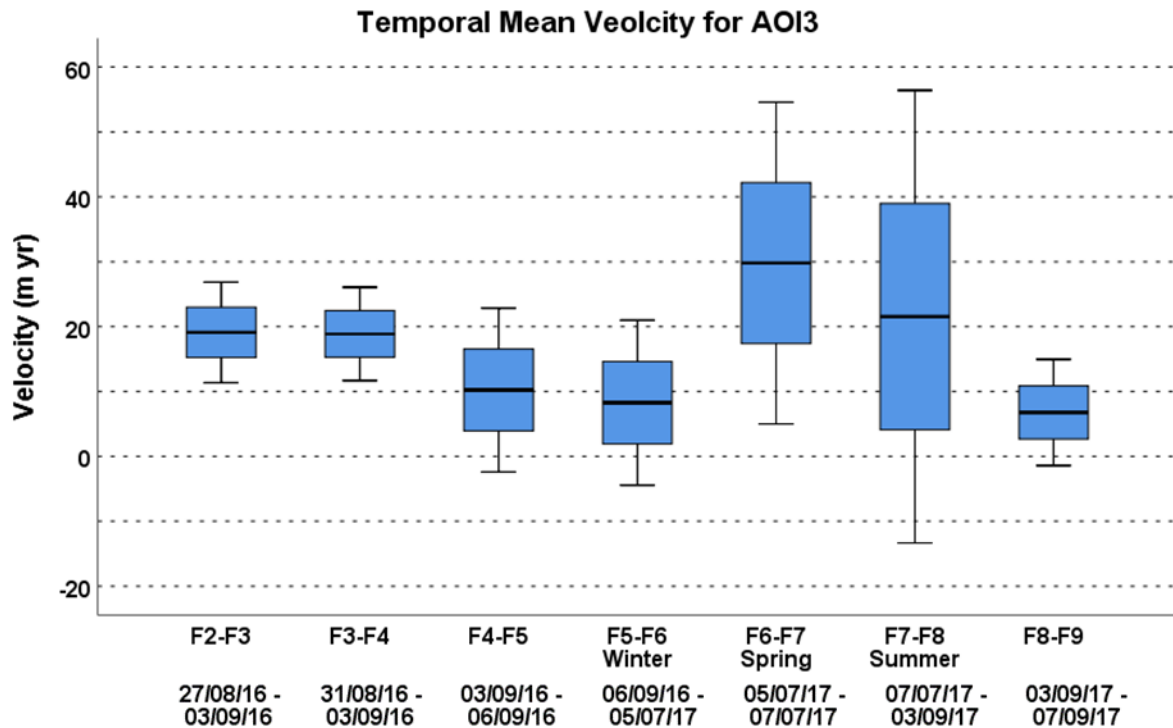 Temporal Mean Veolcity for AOI3
Velocity (m yr)
60
40
20
0
-20
F2-F3 F3-F4 F4-F5 F5-F6 F6-F7 F7-F8 F8-F9
Winter Spring Summer
27/08/16 - 31/08/16 - 03/09/16 - 06/09/16 - 05/07/17 - 07/07/17 - 03/09/17 -
03/09/16 03/09/16 06/09/16 05/07/17 07/07/17 03/09/17 07/09/17